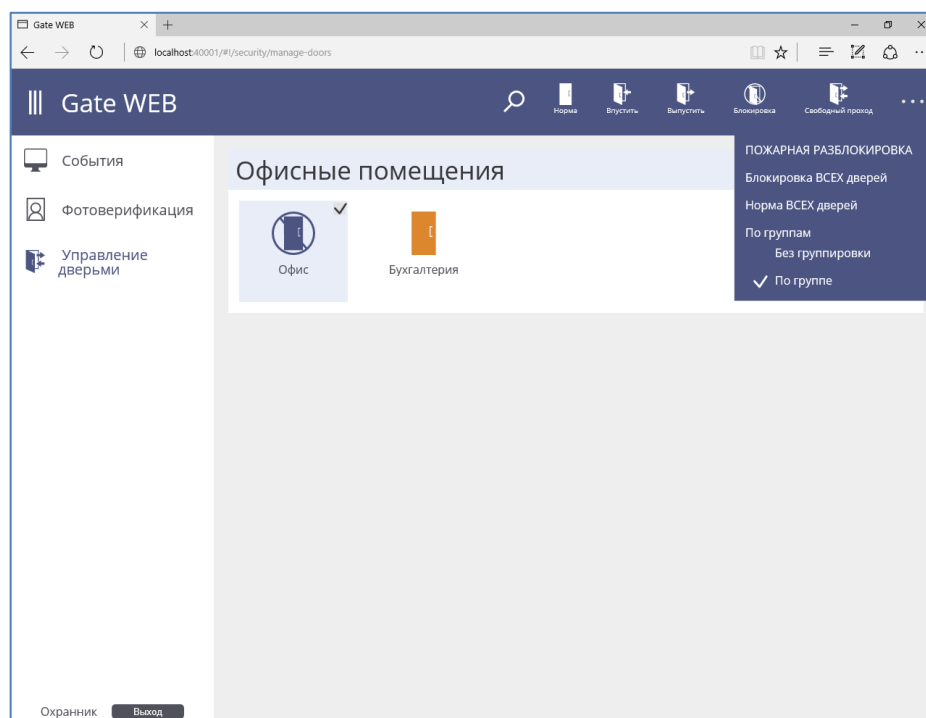 Gate WEB
localhost:40001/#!/security/manage-doors
Gate WEB
Норма
Впустить
Выпустить
Блокировка
Свободный проход
События
Фотоверификация
Управление
дверьми
Офисные помещения
Офис
Бухгалтерия
ПОЖАРНАЯ РАЗБЛОКИРОВКА
Блокировка ВСЕХ дверей
Норма ВСЕХ дверей
По группам
Без группировки
По группе
Охранник
Выход